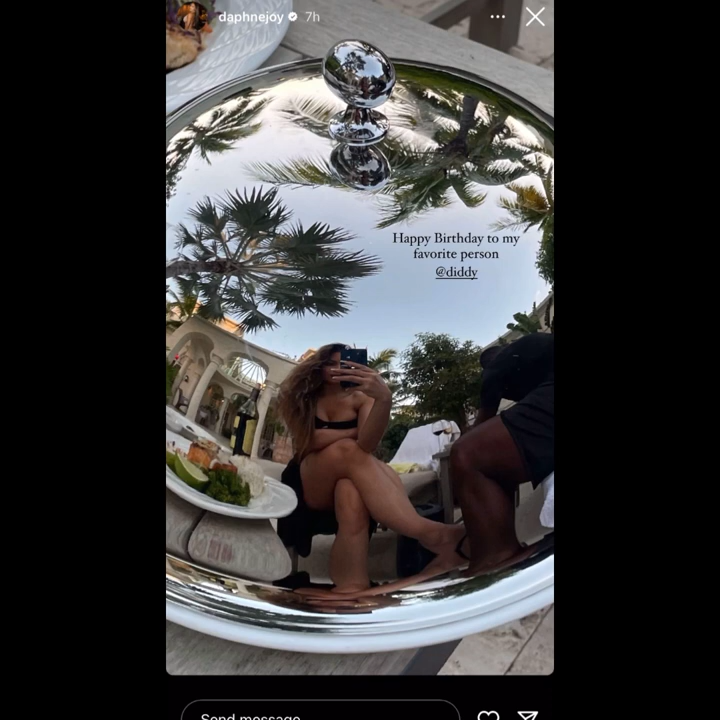 daphnejoy 7h
Happy Birthday to my
favorite person
@diddy
Send message